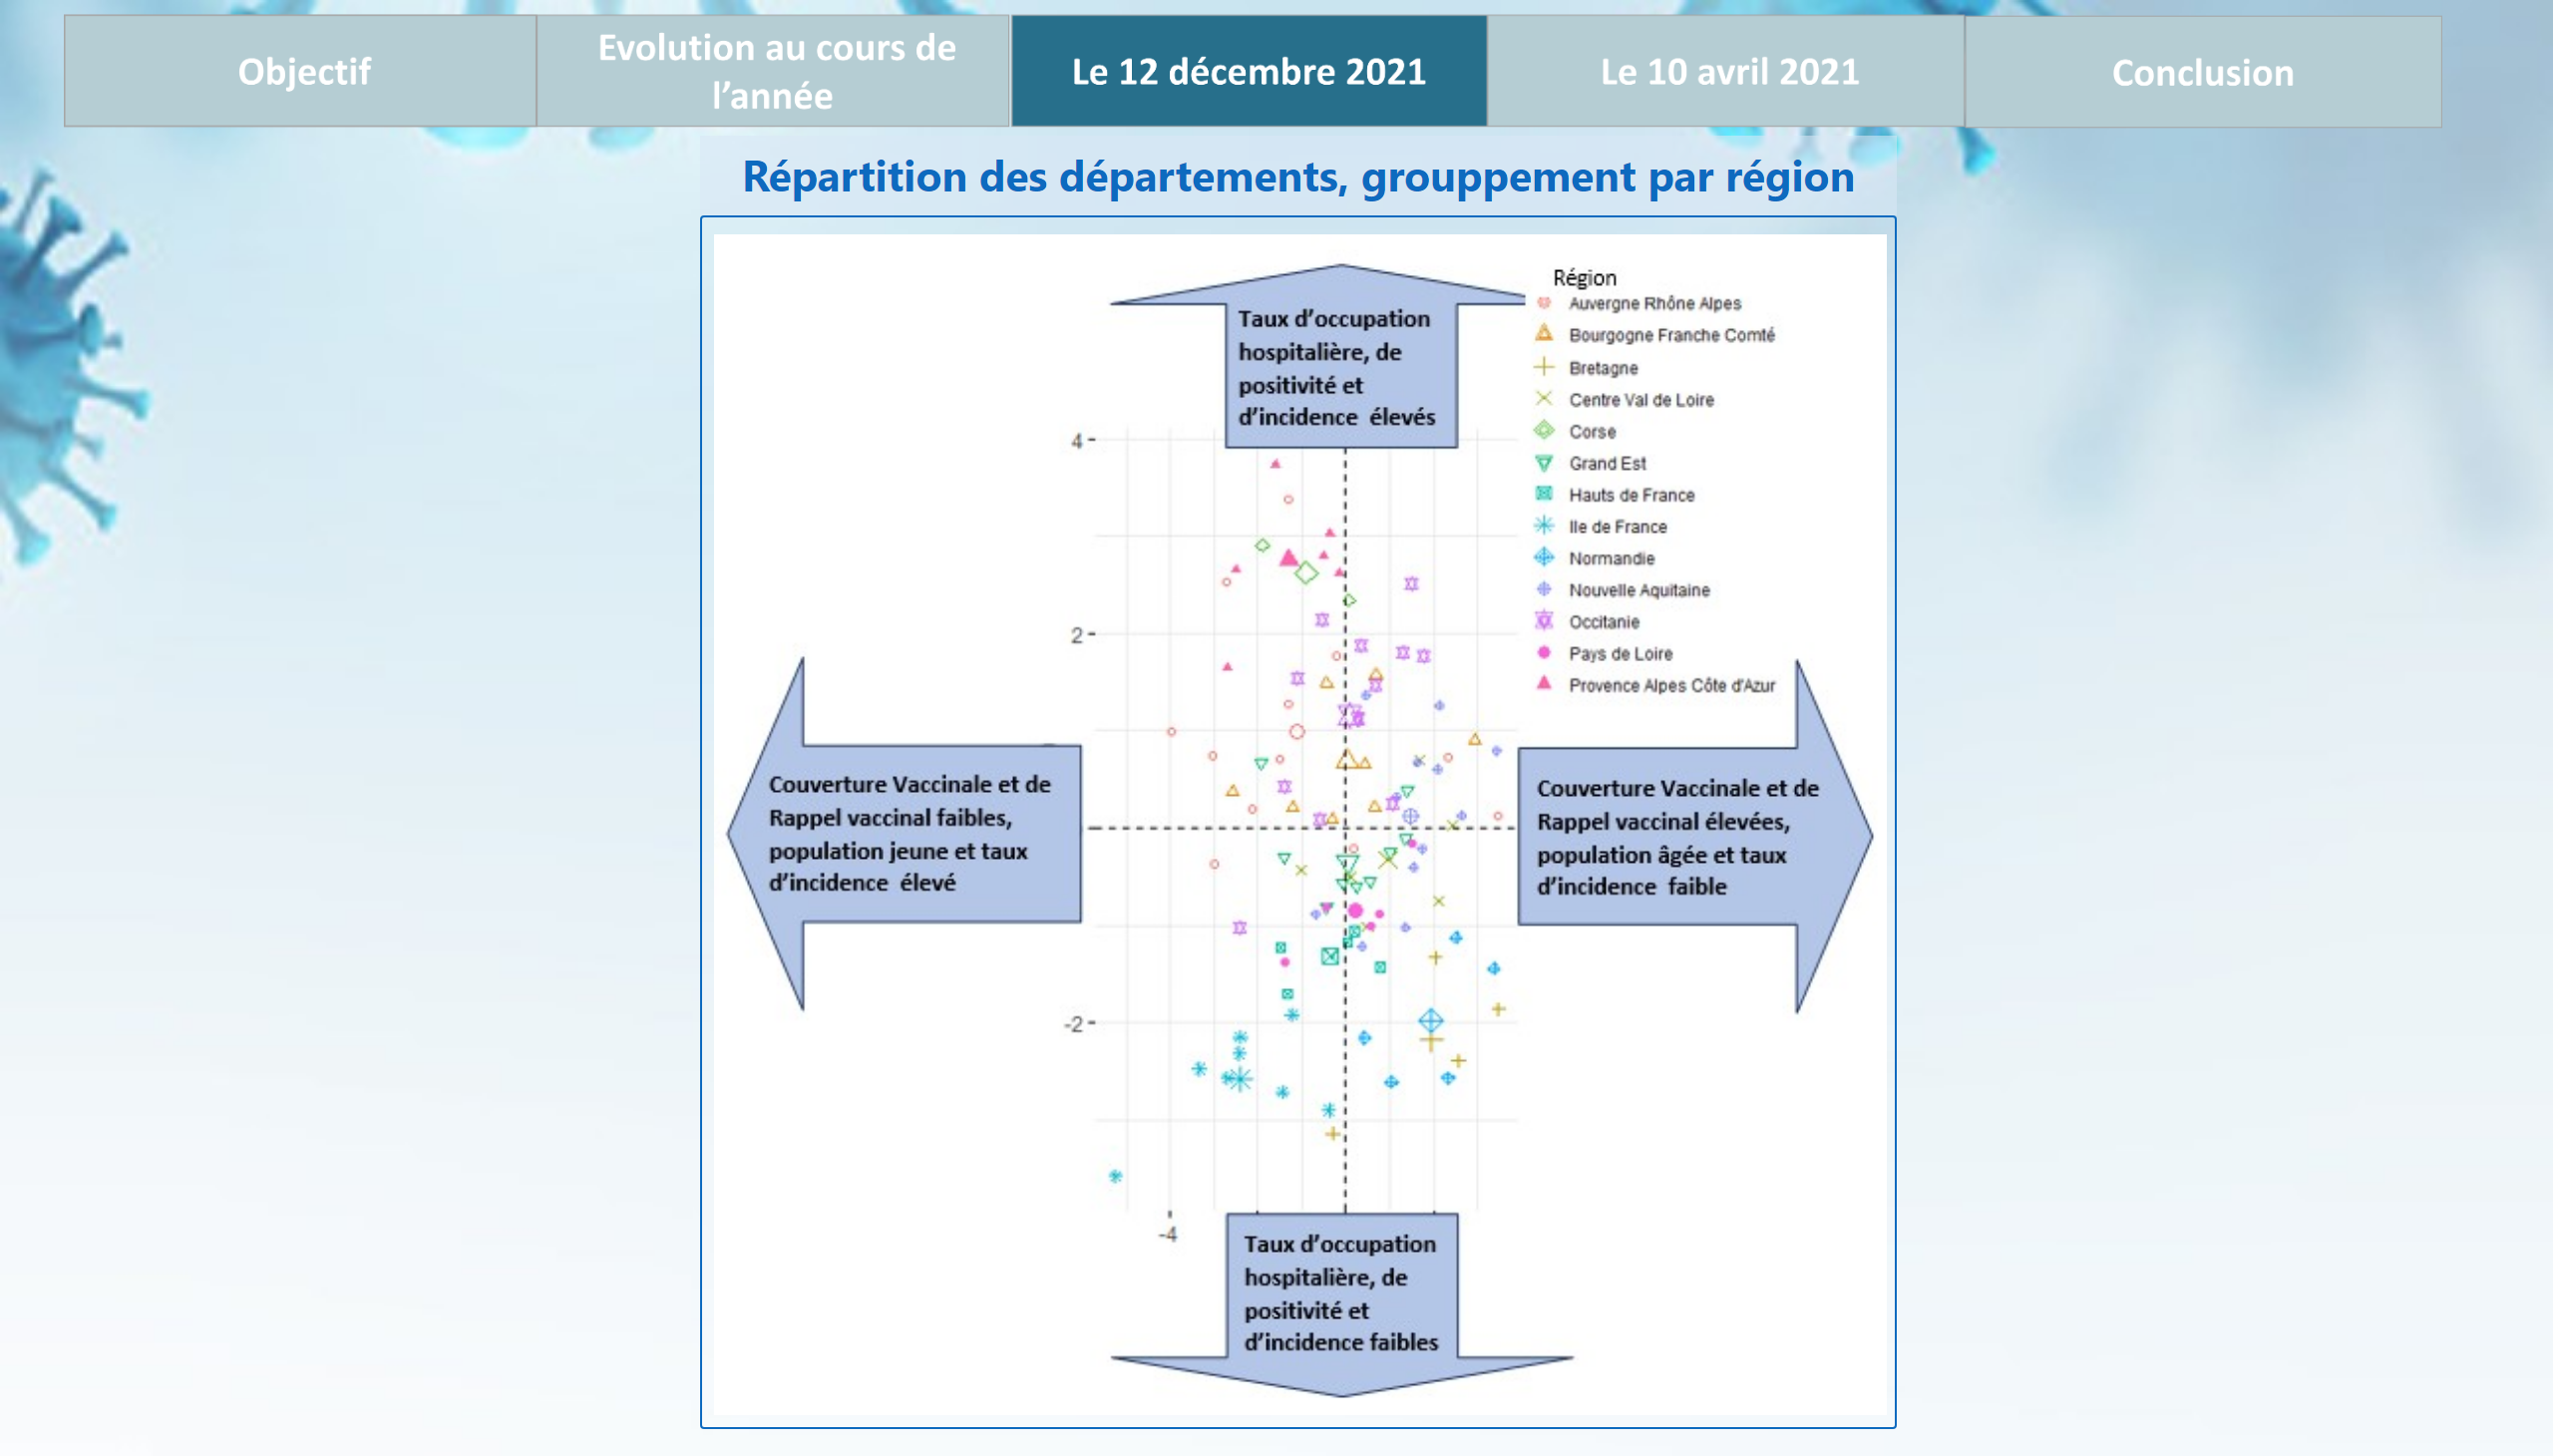 Objectif
Evolution au cours de
l’année
Le 12 décembre 2021
Le 10 avril 2021
Conclusion
Répartition des départements, grouppement par région
Taux d’occupation
hospitalière, de
positivité et
d’incidence élevés
Région
Auvergne Rhône Alpes
Bourgogne Franche Comté
Bretagne
Centre Val de Loire
Corse
Grand Est
Hauts de France
Ile de France
Normandie
Nouvelle Aquitaine
Occitanie
Pays de Loire
Provence Alpes Côte d'Azur
4
2
-2
-4
Couverture Vaccinale et de
Rappel vaccinal faibles,
population jeune et taux
d’incidence élevé
Couverture Vaccinale et de
Rappel vaccinal élevées,
population âgée et taux
d’incidence faible
Taux d’occupation
hospitalière, de
positivité et
d’incidence faibles